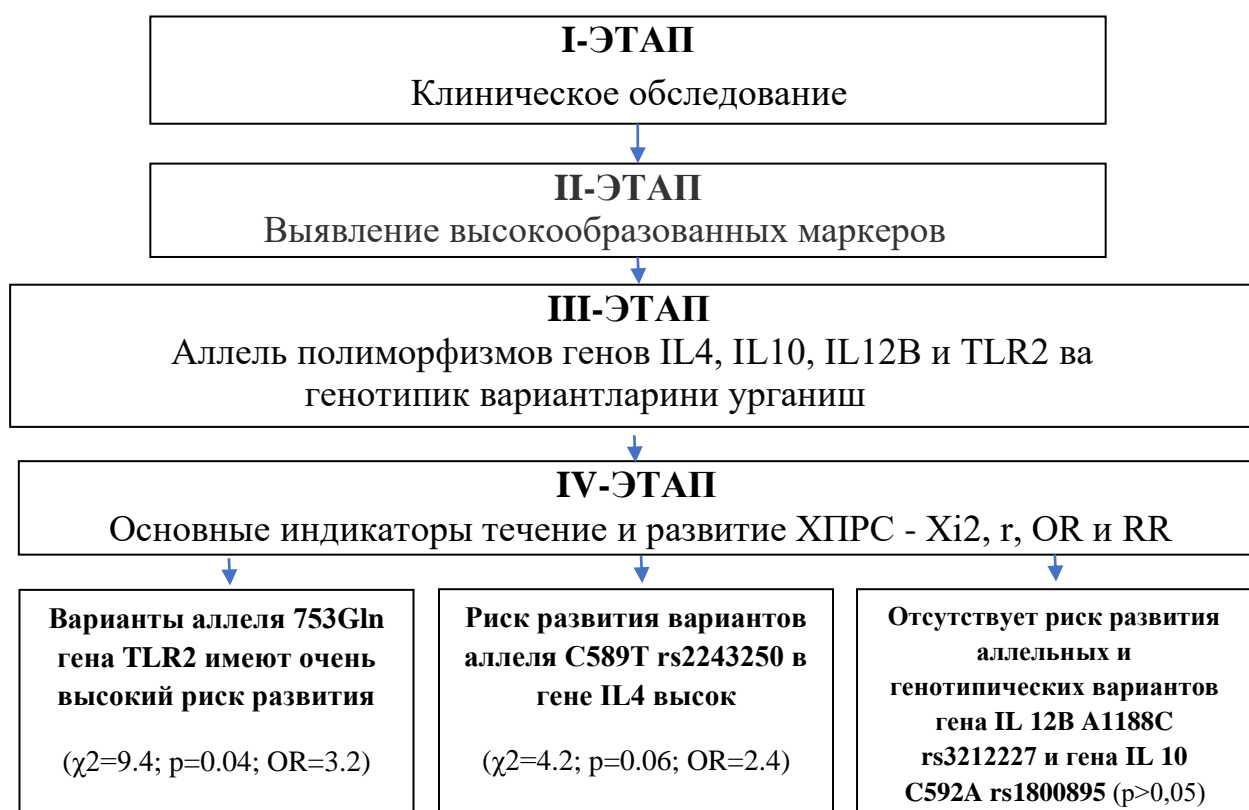 I-ЭТАП
Клиническое обследование
II-ЭТАП
Выявление высокообразованных маркеров
III-ЭТАП
Аллель полиморфизмов генов IL4, IL10, IL12B и TLR2 ва
генотипик вариантларини урганиш
IV-ЭТАП
Основные индикаторы течение и развитие ХПРС - Xi2, r, OR и RR
Варианты аллеля 753Gln
гена TLR2 имеют очень
высокий риск развития
(χ2=9.4; p=0.04; OR=3.2)
Риск развития вариантов
аллеля C589T rs2243250 в
гене IL4 высок
(χ2=4.2; p=0.06; OR=2.4)
Отсутствует риск развития
аллельных и
генотипических вариантов
гена IL 12B A1188C
rs3212227 и гена IL 10
C592A rs1800895 (p>0,05)